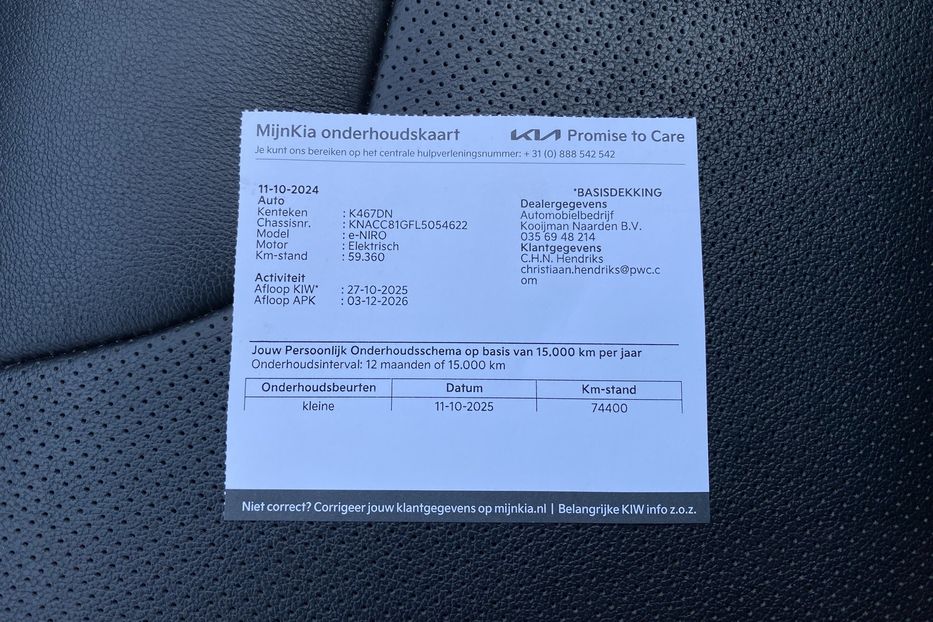 MijnKia onderhoudskaart
KIA Promise to Care
Je kunt ons bereiken op het centrale hulpverleningsnummer: +31 (0) 888 542 542
11-10-2024
Auto
Kenteken : K467DN
Chassisnr. : KNACC81GFL5054622
Model : e-NIRO
Motor : Elektrisch
Km-stand : 59.360
Activiteit
Afloop KIW* : 27-10-2025
Afloop APK : 03-12-2026
*BASISDEKKING
Dealergegevens
Automobielbedrijf
Kooijman Naarden B.V.
035 69 48 214
Klantgegevens
C.H.N. Hendriks
christiaan.hendriks@pwc.c
om
Jouw Persoonlijk Onderhoudsschema op basis van 15.000 km per jaar
Onderhoudsinterval: 12 maanden of 15.000 km
Onderhoudsbeurten Datum Km-stand
kleine 11-10-2025 74400
Niet correct? Corrigeer jouw klantgegevens op mijnkia.nl | Belangrijke KIW info z.o.z.